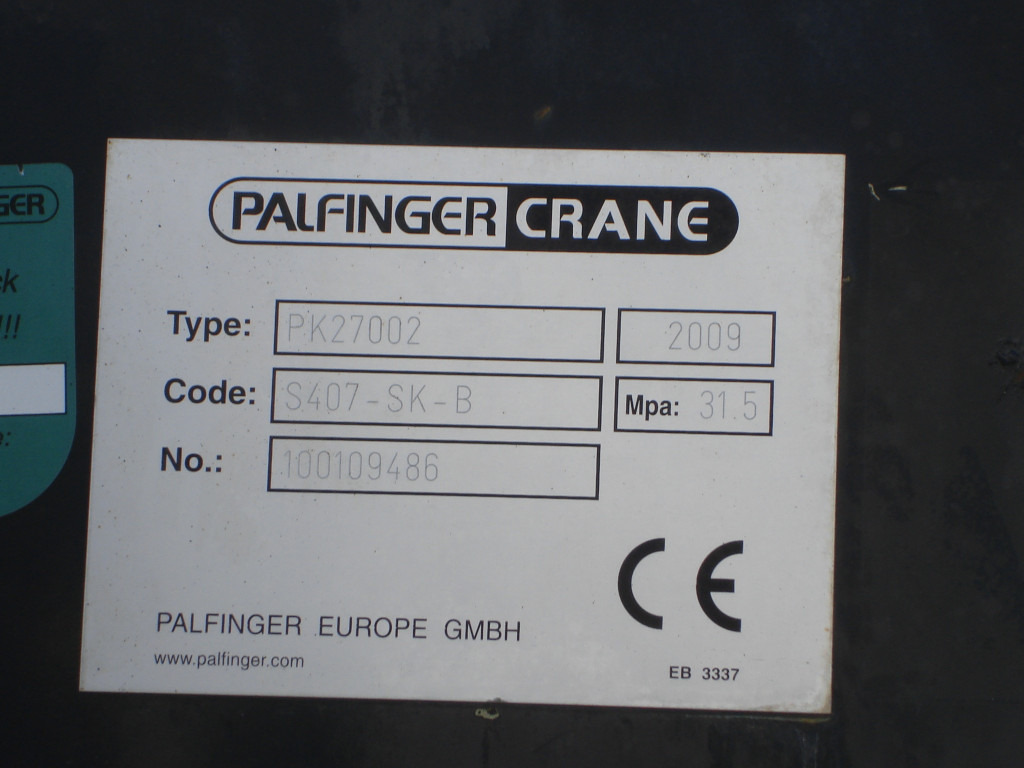 PALFINGER CRANE
Type: PK27002 2009
Code: S407-SK-B Mpa: 31.5
No.: 100109486
PALFINGER EUROPE GMBH
www.palfinger.com
EB 3337
CE
GER
!!!